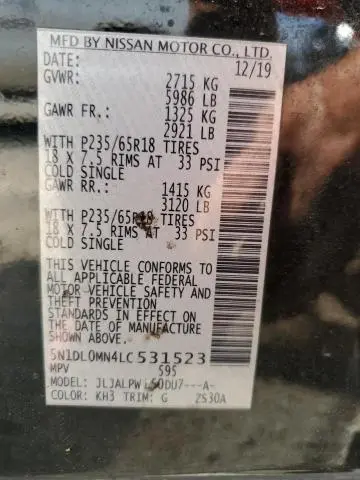 MFD BY NISSAN MOTOR CO., LTD.
DATE: 12/19
GVWR: 2715 KG
5986 LB
GAWR FR.: 1325 KG
2921 LB
WITH P235/65R18 TIRES
18 X 7.5 RIMS AT 33 PSI
COLD SINGLE
GAWR RR.: 1415 KG
3120 LB
WITH P235/65R18 TIRES
18 X 7.5 RIMS AT 33 PSI
COLD SINGLE
THIS VEHICLE CONFORMS TO
ALL APPLICABLE FEDERAL
MOTOR VEHICLE SAFETY AND
THEFT PREVENTION
STANDARDS IN EFFECT ON
THE DATE OF MANUFACTURE
SHOWN ABOVE.
5N1DL0MN4LC531523
MPV 595
MODEL: JLJALPW 50DU7---A-
COLOR: KH3 TRIM: G 2S30A